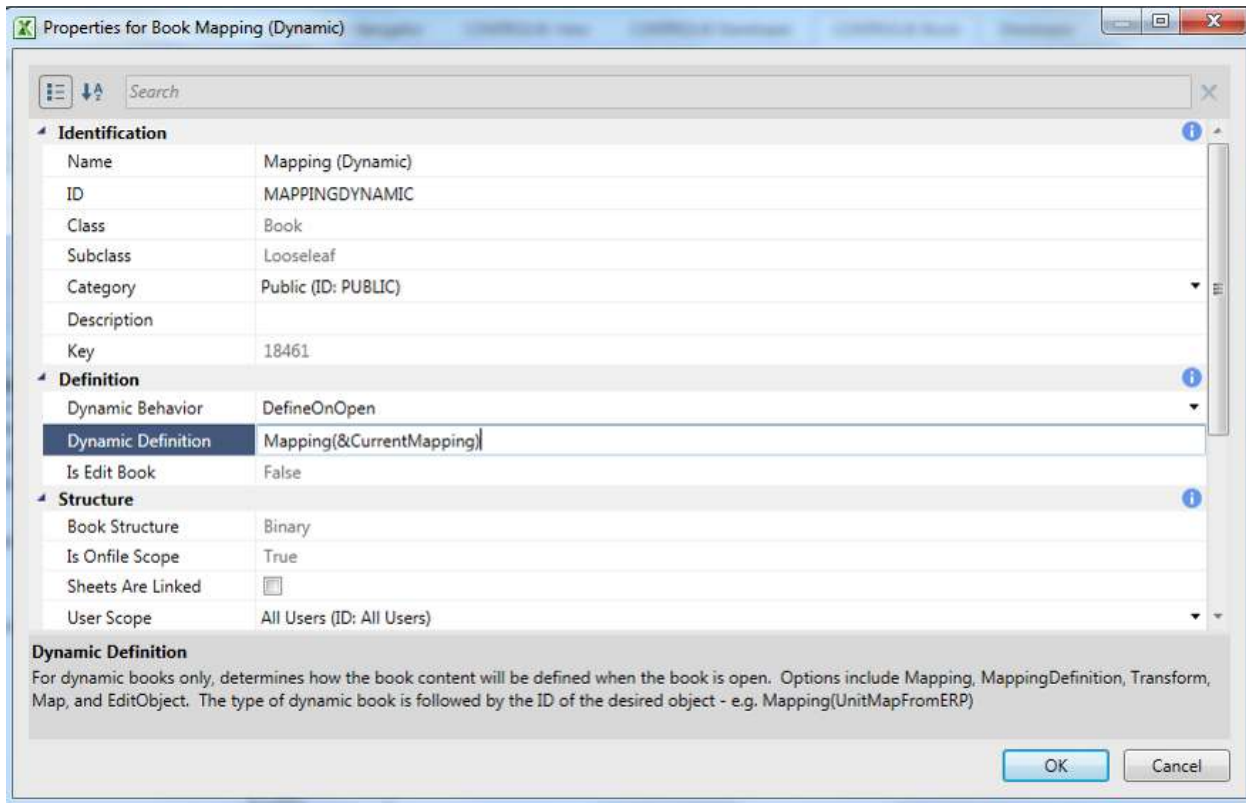 Properties for Book Mapping (Dynamic)
Search
Identification
Name Mapping (Dynamic)
ID MAPPINGDYNAMIC
Class Book
Subclass Looseleaf
Category Public (ID: PUBLIC)
Description
Key 18461
Definition
Dynamic Behavior DefineOnOpen
Dynamic Definition Mapping(&CurrentMapping)
Is Edit Book False
Structure
Book Structure Binary
Is Onfile Scope True
Sheets Are Linked
User Scope All Users (ID: All Users)
Dynamic Definition
For dynamic books only, determines how the book content will be defined when the book is open. Options include Mapping, MappingDefinition, Transform,
Map, and EditObject. The type of dynamic book is followed by the ID of the desired object - e.g. Mapping(UnitMapFromERP)
OK Cancel